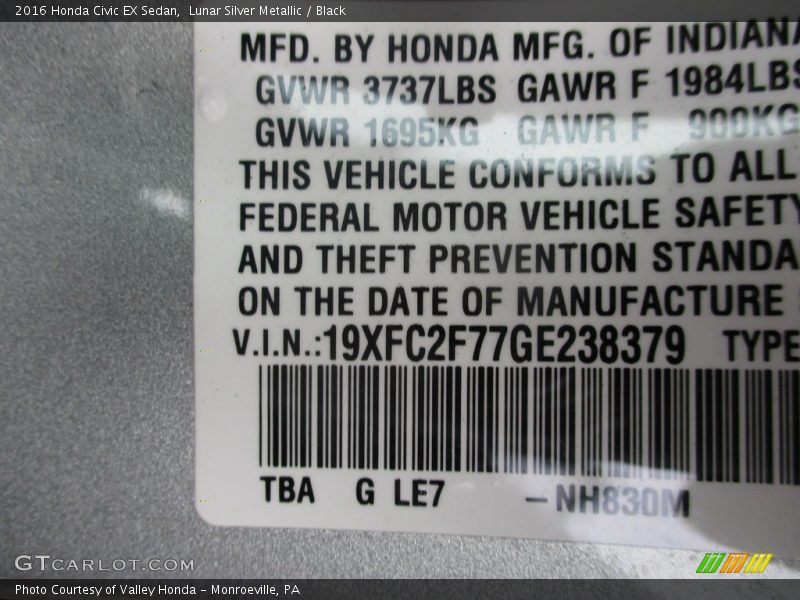 2016 Honda Civic EX Sedan,  Lunar Silver Metallic / Black
MFD. BY HONDA MFG. OF INDIANA
GVWR 3737LBS GAWR F 1984LBS
GVWR 1695KG GAWR F 900KG
THIS VEHICLE CONFORMS TO ALL
FEDERAL MOTOR VEHICLE SAFETY
AND THEFT PREVENTION STANDA
ON THE DATE OF MANUFACTURE
V.I.N.:19XFC2F77GE238379 TYPE
TBA G LE7 –NH830M
GTCARLOT.COM
Photo Courtesy of Valley Honda – Monroeville, PA